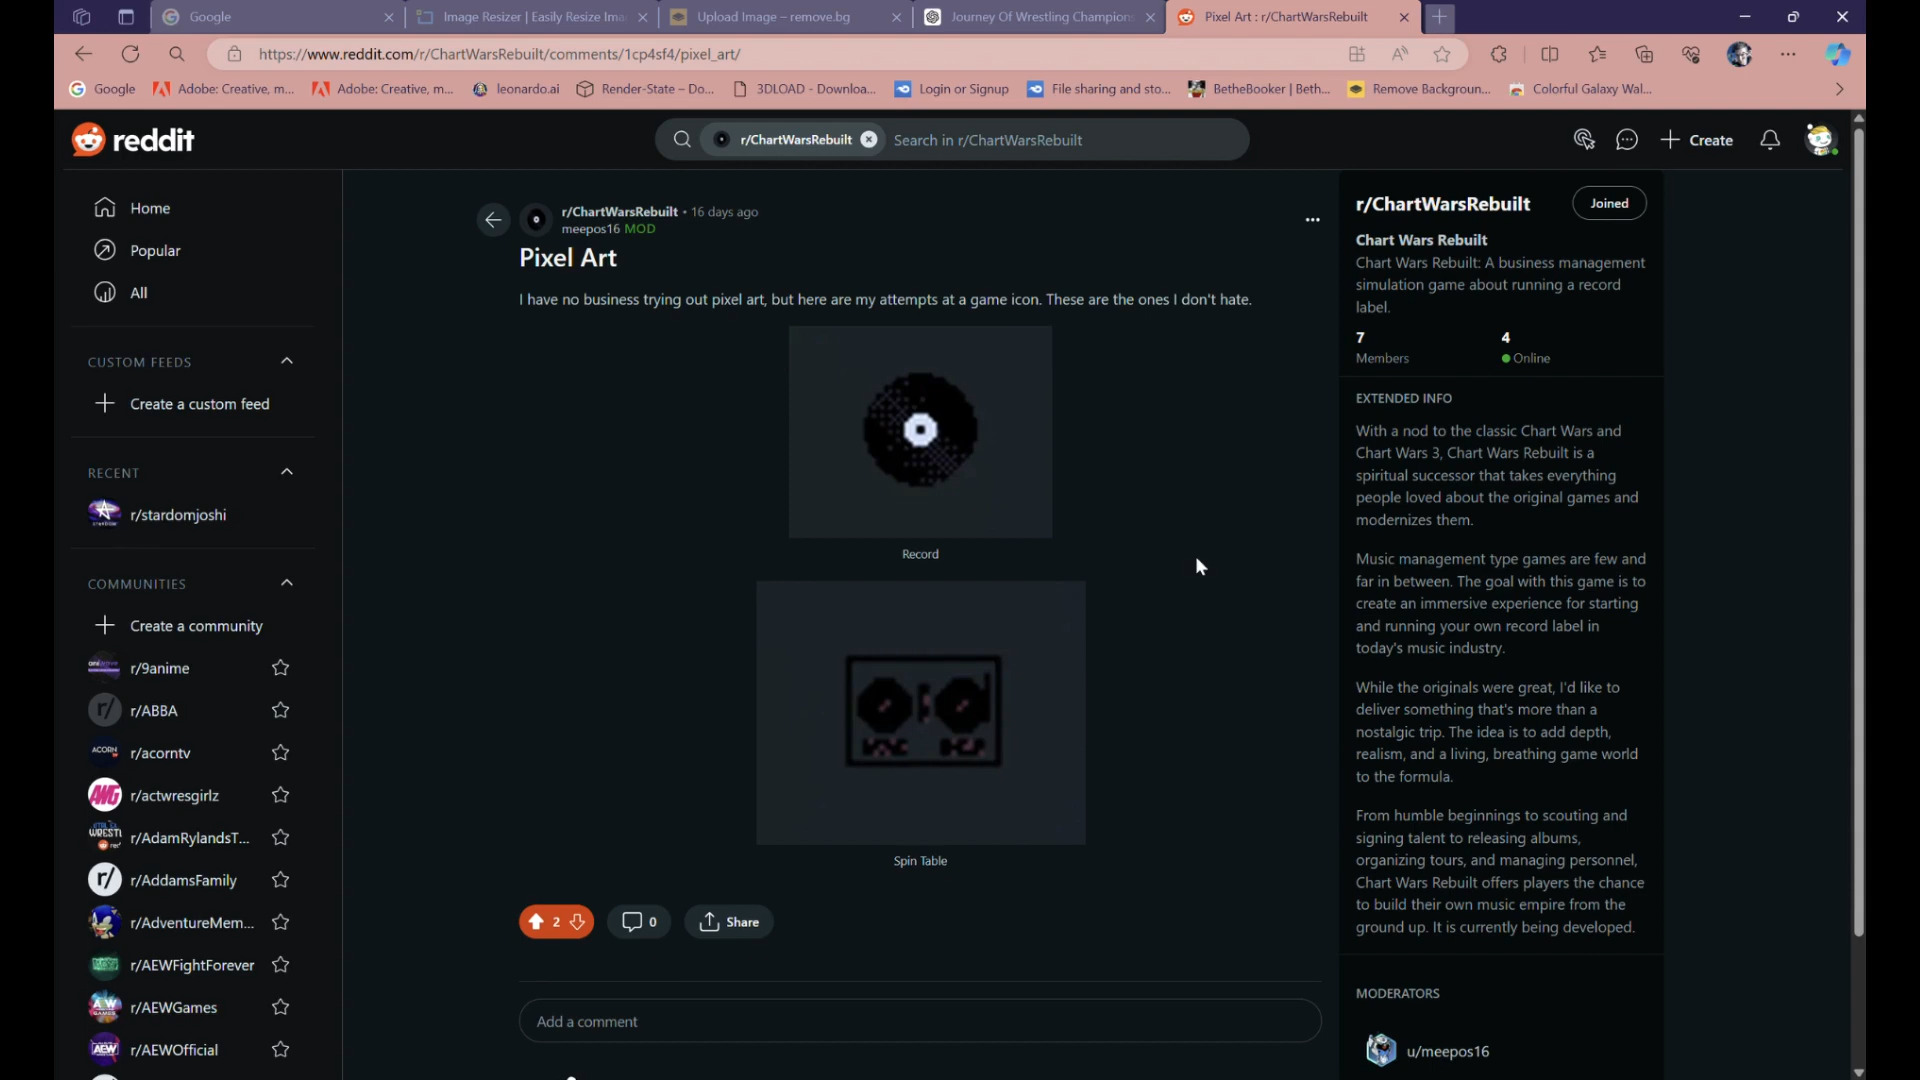 Google
Image Resizer | Easily Resize Ima
Upload Image – remove.bg
Journey Of Wrestling Champions
Pixel Art : r/ChartWarsRebuilt
https://www.reddit.com/r/ChartWarsRebuilt/comments/1cp4sf4/pixel_art/
Google
Adobe: Creative, m...
Adobe: Creative, m...
leonardo.ai
Render-State – Do...
3DLOAD - Downloa...
Login or Signup
File sharing and sto...
BetheBooker | Beth...
Remove Backgroun...
Colorful Galaxy Wal...
reddit
r/ChartWarsRebuilt
Search in r/ChartWarsRebuilt
Create
Home
Popular
All
CUSTOM FEEDS
Create a custom feed
RECENT
r/stardomjoshi
COMMUNITIES
Create a community
r/9anime
r/ABBA
r/acorntv
r/actwresgirlz
r/AdamRylandsT...
r/AddamsFamily
r/AdventureMem...
r/AEWFightForever
r/AEWGames
r/AEWOfficial
r/ChartWarsRebuilt • 16 days ago
meepos16 MOD
Pixel Art
I have no business trying out pixel art, but here are my attempts at a game icon. These are the ones I don't hate.
Record
Spin Table
2
0
Share
Add a comment
r/ChartWarsRebuilt
Joined
Chart Wars Rebuilt
Chart Wars Rebuilt: A business management
simulation game about running a record
label.
7
Members
4
Online
EXTENDED INFO
With a nod to the classic Chart Wars and
Chart Wars 3, Chart Wars Rebuilt is a
spiritual successor that takes everything
people loved about the original games and
modernizes them.
Music management type games are few and
far in between. The goal with this game is to
create an immersive experience for starting
and running your own record label in
today's music industry.
While the originals were great, I'd like to
deliver something that's more than a
nostalgic trip. The idea is to add depth,
realism, and a living, breathing game world
to the formula.
From humble beginnings to scouting and
signing talent to releasing albums,
organizing tours, and managing personnel,
Chart Wars Rebuilt offers players the chance
to build their own music empire from the
ground up. It is currently being developed.
MODERATORS
u/meepos16